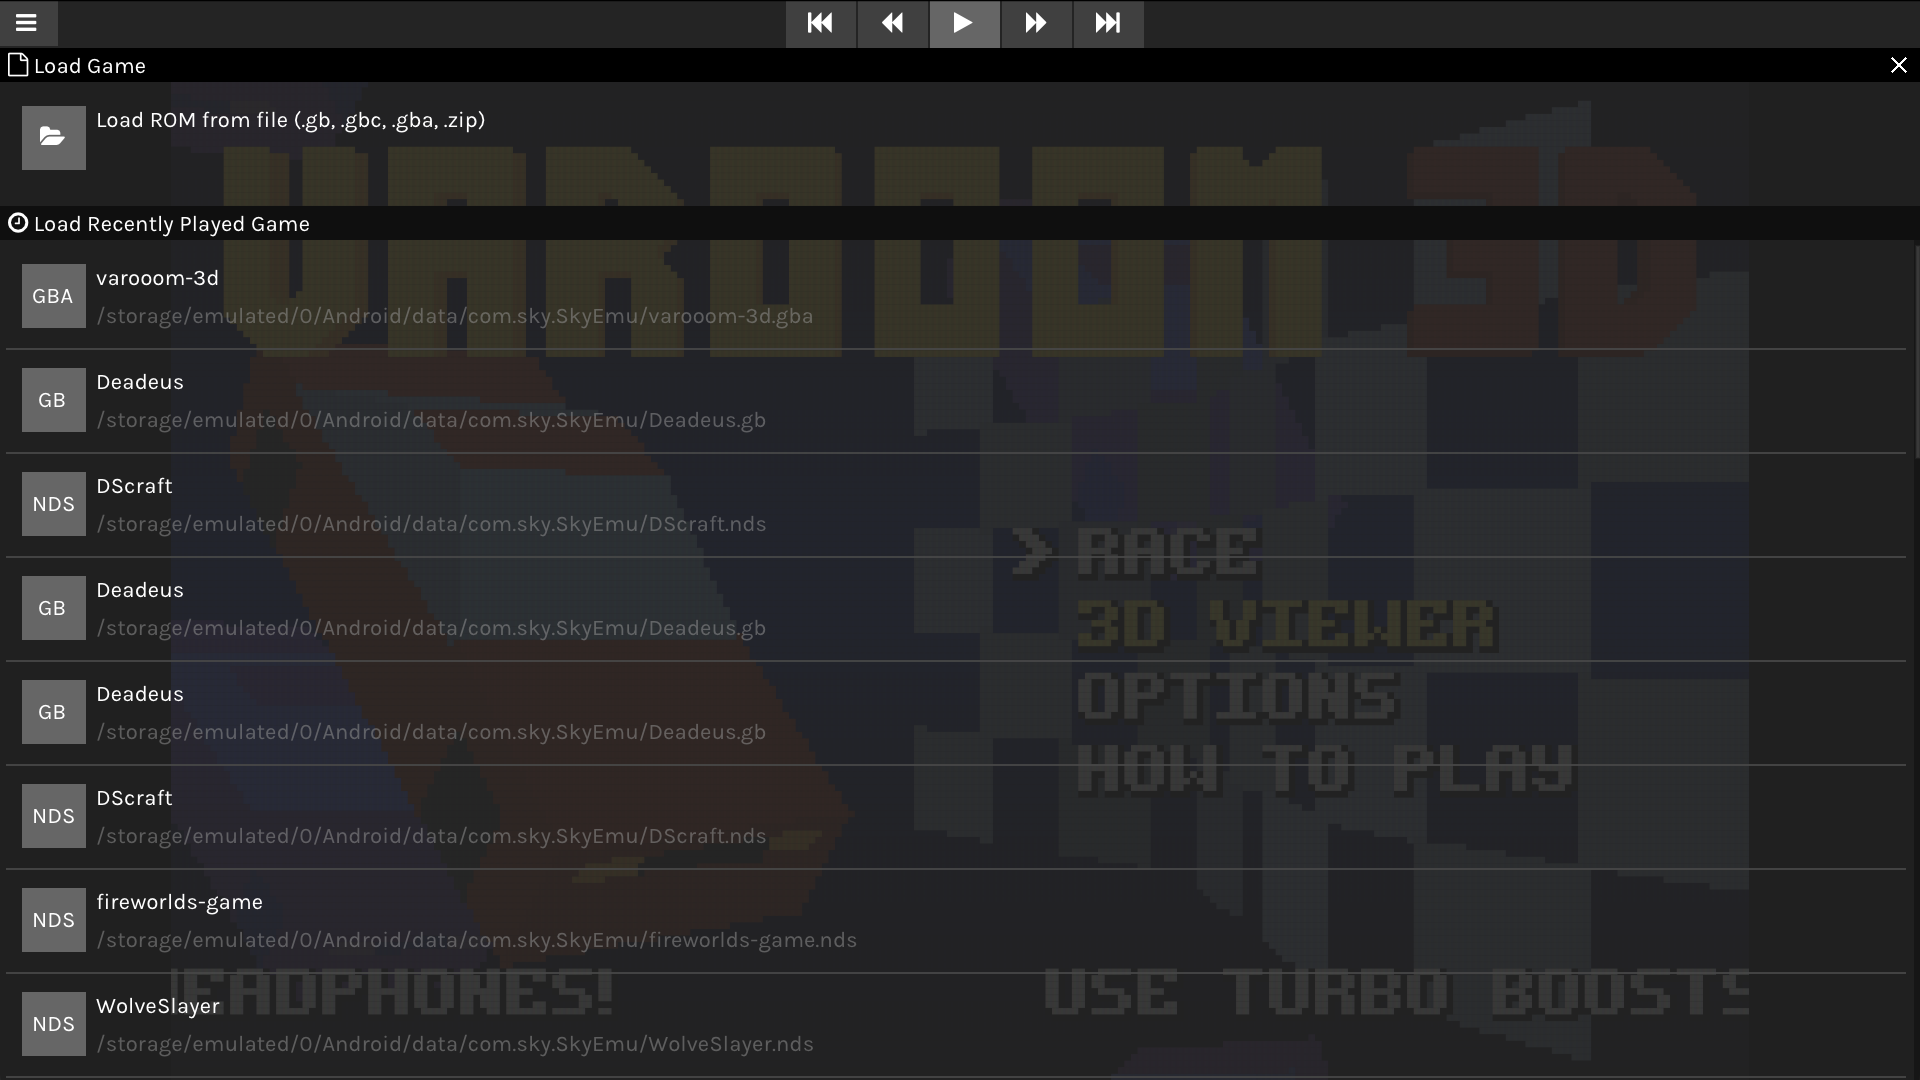 Load Game
Load ROM from file (.gb, .gbc, .gba, .zip)
VAROOOM 3D
Load Recently Played Game
GBA
varooom-3d
/storage/emulated/0/Android/data/com.sky.SkyEmu/varooom-3d.gba
GB
Deadeus
/storage/emulated/0/Android/data/com.sky.SkyEmu/Deadeus.gb
NDS
DScraft
/storage/emulated/0/Android/data/com.sky.SkyEmu/DScraft.nds
> RACE
GB
Deadeus
/storage/emulated/0/Android/data/com.sky.SkyEmu/Deadeus.gb
3D VIEWER
GB
Deadeus
/storage/emulated/0/Android/data/com.sky.SkyEmu/Deadeus.gb
OPTIONS
HOW TO PLAY
NDS
DScraft
/storage/emulated/0/Android/data/com.sky.SkyEmu/DScraft.nds
NDS
fireworlds-game
/storage/emulated/0/Android/data/com.sky.SkyEmu/fireworlds-game.nds
EADPHONES! USE TURBO BOOSTS
NDS
WolveSlayer
/storage/emulated/0/Android/data/com.sky.SkyEmu/WolveSlayer.nds